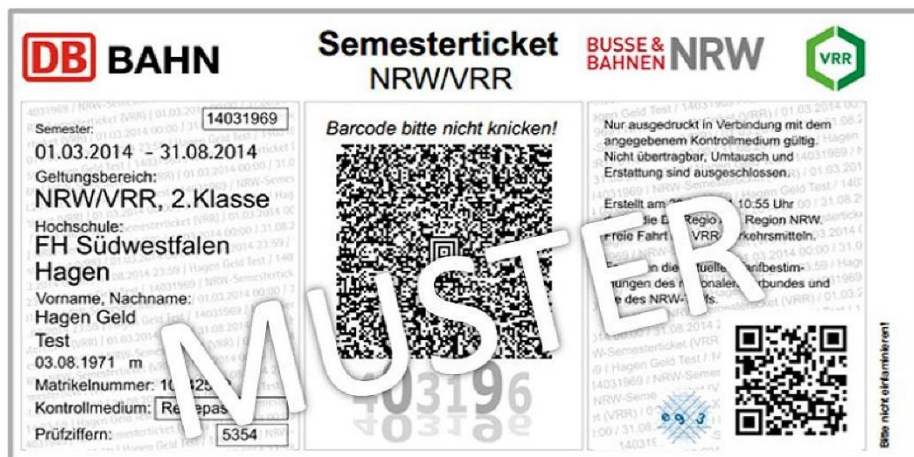 DB BAHN
Semesterticket
NRW/VRR
BUSSE &
BAHNEN NRW
VRR
14031969
Semester:
01.03.2014 – 31.08.2014
Geltungsbereich:
NRW/VRR, 2.Klasse
Hochschule:
FH Südwestfalen
Hagen
Vorname, Nachname:
Hagen Geld
Test
03.08.1971 m
Matrikelnummer:
Kontrollmedium:
Prüfziffern: 5354
Barcode bitte nicht knicken!
403196
Nur ausgedruckt in Verbindung mit dem
angegebenem Kontrollmedium gültig.
Nicht übertragbar, Umtausch und
Erstattung sind ausgeschlossen.
Erstellt am 10:55 Uhr
die Region NRW.
Freie Fahrt
MUSTER
093
Bitte nicht einlaminieren!